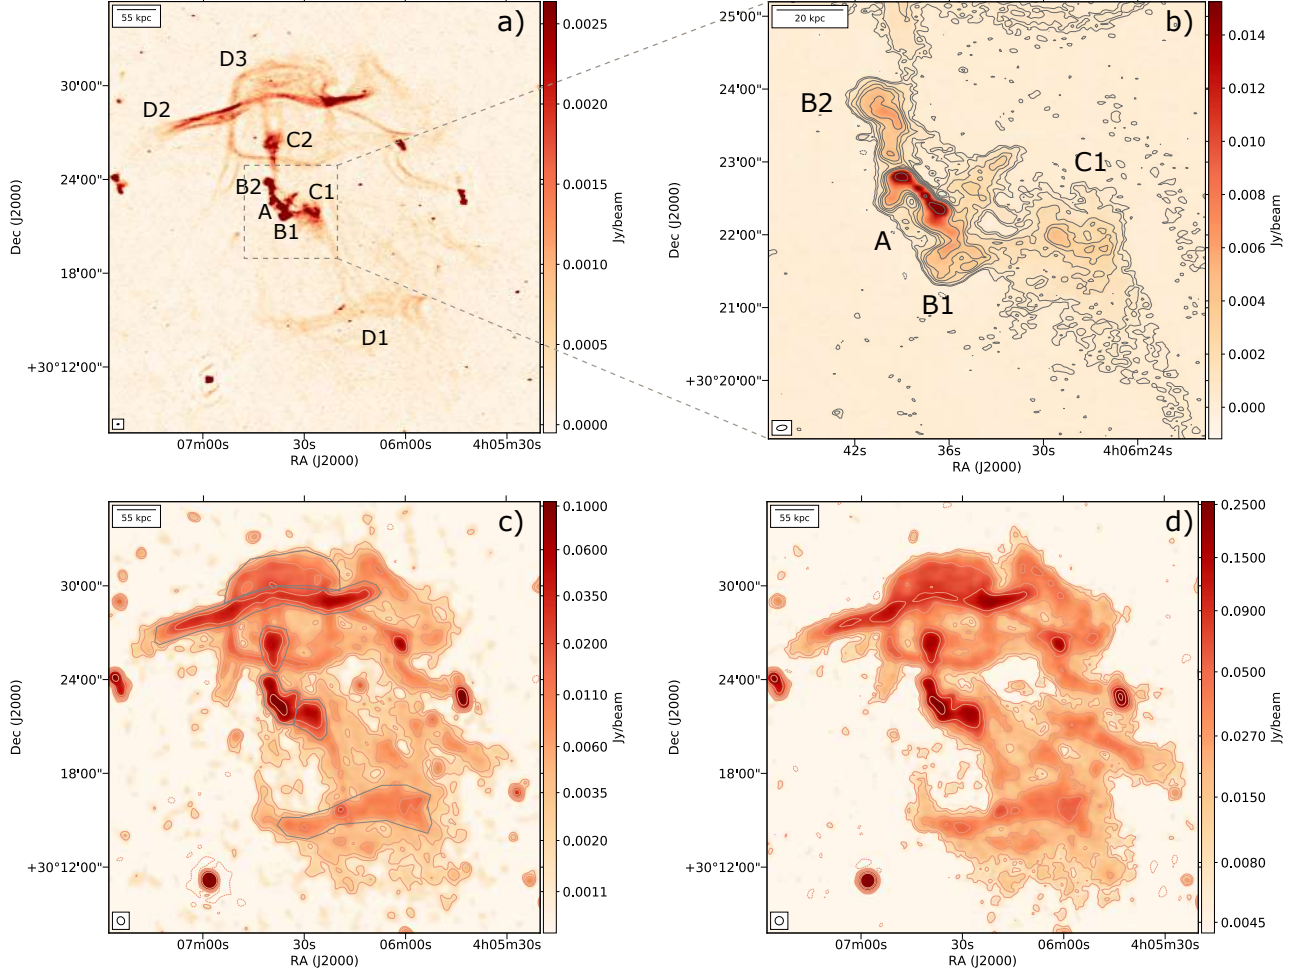 55 kpc
a)
D3
D2
C2
B2
C1
A
B1
D1
30'00"
24'00"
18'00"
+30°12'00"
Dec (J2000)
07m00s
30s
06m00s
4h05m30s
RA (J2000)
0.0025
0.0020
0.0015
0.0010
0.0005
0.0000
Jy/beam
20 kpc
b)
B2
C1
A
B1
25'00"
24'00"
23'00"
22'00"
21'00"
+30°20'00"
Dec (J2000)
42s
36s
30s
4h06m24s
RA (J2000)
0.014
0.012
0.010
0.008
0.006
0.004
0.002
0.000
Jy/beam
55 kpc
c)
30'00"
24'00"
18'00"
+30°12'00"
Dec (J2000)
07m00s
30s
06m00s
4h05m30s
RA (J2000)
0.1000
0.0600
0.0350
0.0200
0.0110
0.0060
0.0035
0.0020
0.0011
Jy/beam
55 kpc
d)
30'00"
24'00"
18'00"
+30°12'00"
Dec (J2000)
07m00s
30s
06m00s
4h05m30s
RA (J2000)
0.2500
0.1500
0.0900
0.0500
0.0270
0.0150
0.0080
0.0045
Jy/beam